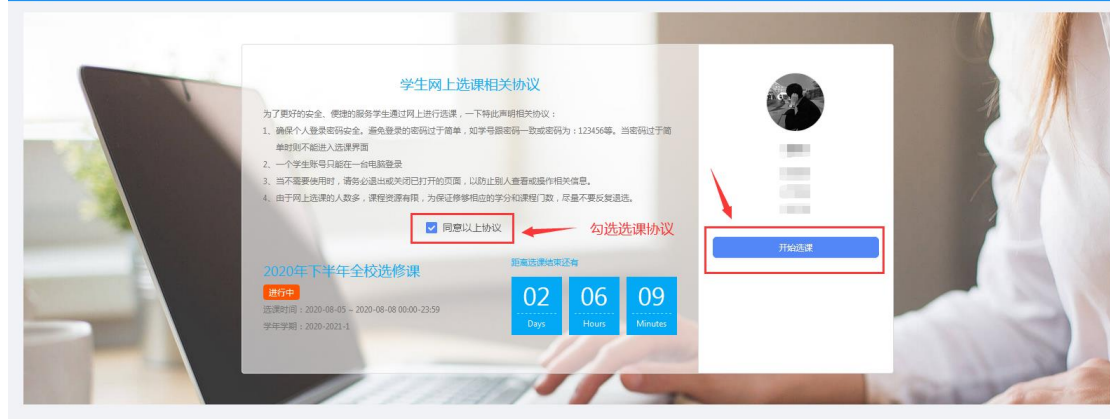 学生网上选课相关协议
为了更好的安全、便捷的服务学生通过网上进行选课，一下特此声明相关协议：
1、确保个人登录密码安全。避免登录的密码过于简单，如学号跟密码一致或密码为：123456等。当密码过于简
单时则不能进入选课界面
2、一个学生账号只能在一台电脑登录
3、当不需要使用时，请务必退出或关闭已打开的页面，以防止别人查看或操作相关信息。
4、由于网上选课的人数多，课程资源有限，为保证修够相应的学分和课程门数，尽量不要反复退选。
同意以上协议
勾选选课协议
开始选课
2020年下半年全校选修课
进行中
选课时间：2020-08-05 ~ 2020-08-08 00:00-23:59
学年学期：2020-2021-1
距离选课结束还有
02 06 09
Days Hours Minutes